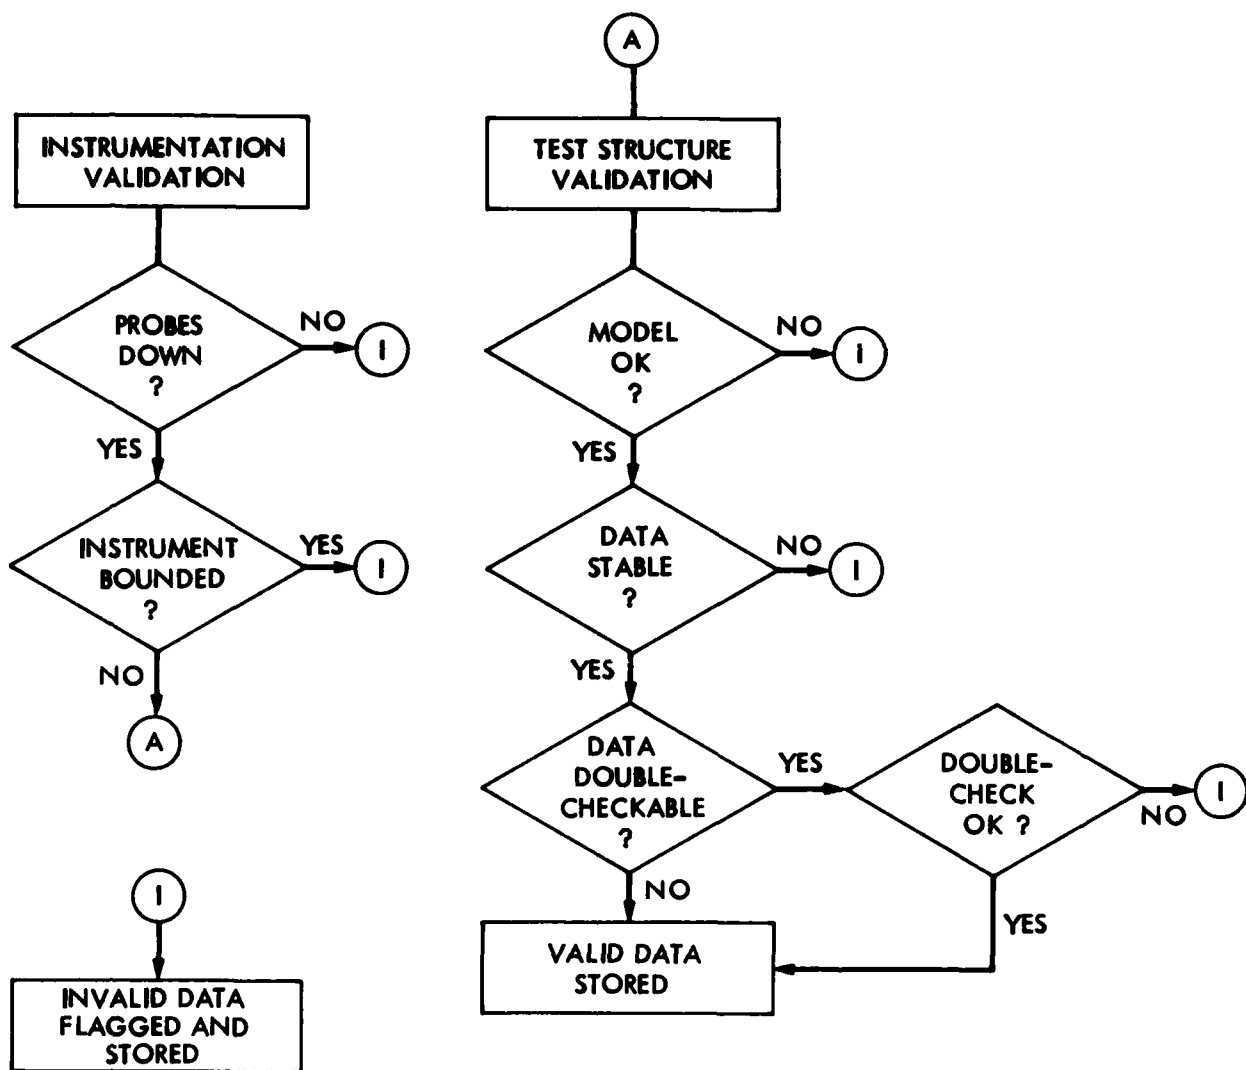 INSTRUMENTATION
VALIDATION
PROBES
DOWN
?
NO
I
YES
INSTRUMENT
BOUNDED
?
YES
I
NO
A
I
INVALID DATA
FLAGGED AND
STORED
A
TEST STRUCTURE
VALIDATION
MODEL
OK
?
NO
I
YES
DATA
STABLE
?
NO
I
YES
DATA
DOUBLE-
CHECKABLE
?
YES
DOUBLE-
CHECK
OK ?
NO
I
NO
YES
VALID DATA
STORED